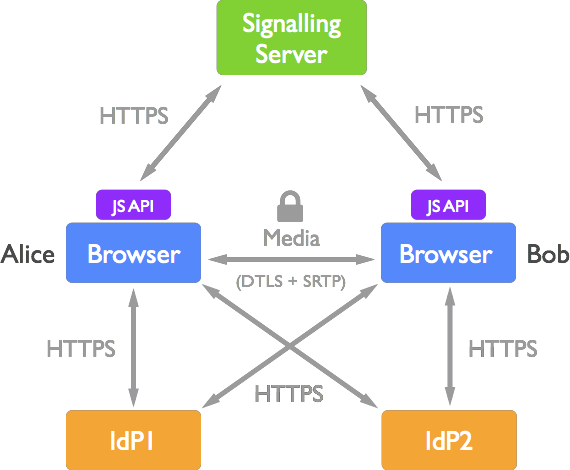 Signalling
Server
HTTPS
HTTPS
JS API
JS API
Alice
Browser
Media
(DTLS + SRTP)
Browser
Bob
HTTPS
HTTPS
HTTPS
IdP1
IdP2